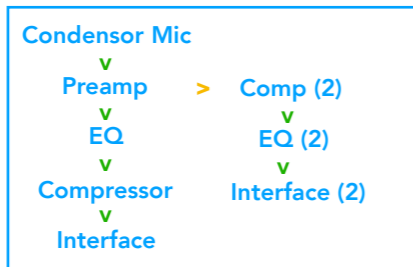 Condensor Mic
v
Preamp > Comp (2)
v v
EQ EQ (2)
v v
Compressor Interface (2)
v
Interface